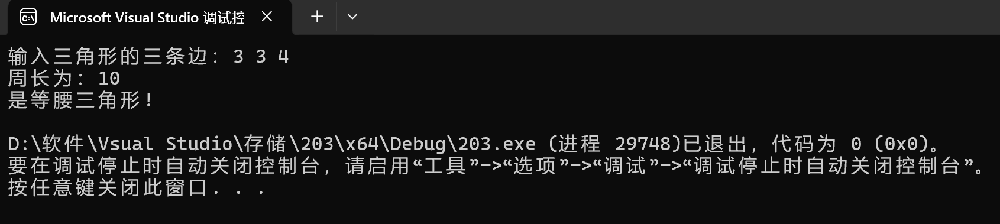 Microsoft Visual Studio 调试控
输入三角形的三条边：3 3 4
周长为：10
是等腰三角形！
D:\软件\Vsual Studio\存储\203\x64\Debug\203.exe (进程 29748)已退出，代码为 0 (0x0)。
要在调试停止时自动关闭控制台，请启用“工具”->“选项”->“调试”->“调试停止时自动关闭控制台”。
按任意键关闭此窗口. . .